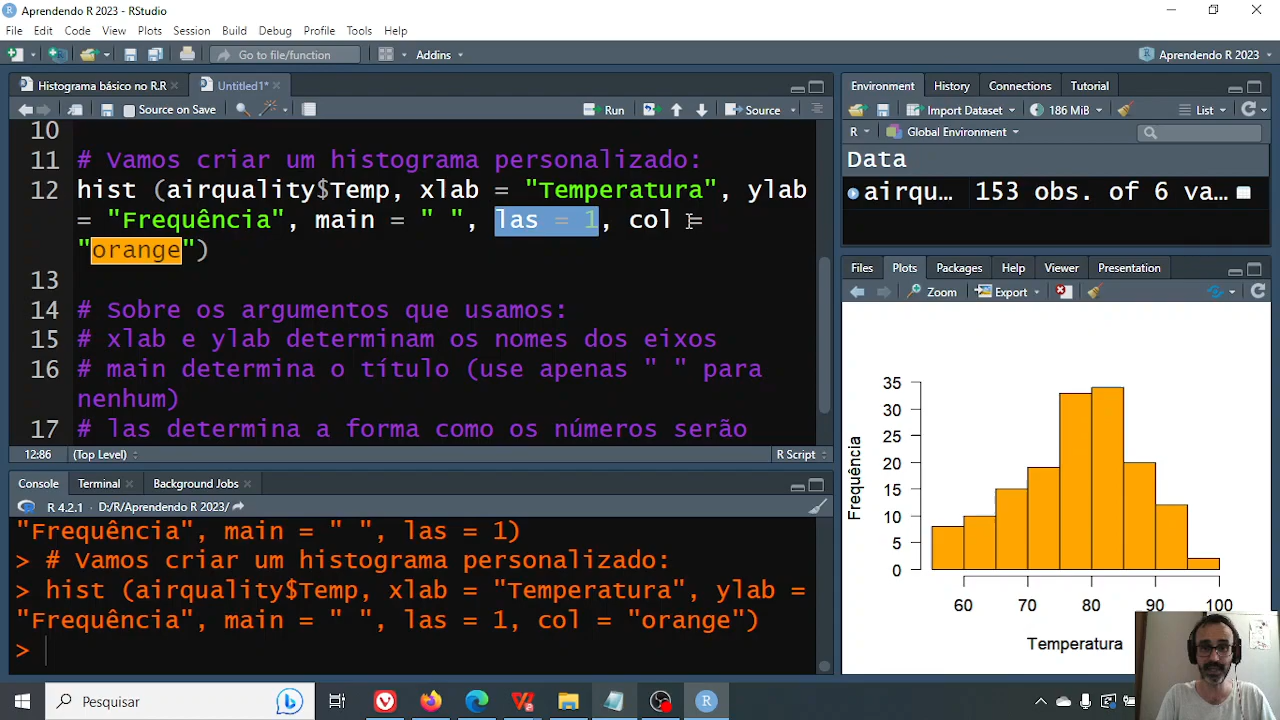 Aprendendo R 2023 - RStudio
File Edit Code View Plots Session Build Debug Profile Tools Help
Go to file/function Addins Aprendendo R 2023
Histograma básico no R.R Untitled1*
Source on Save Run Source
10
11 # Vamos criar um histograma personalizado:
12 hist (airquality$Temp, xlab = "Temperatura", ylab
= "Frequência", main = " ", las = 1, col =
"orange")
13
14 # Sobre os argumentos que usamos:
15 # xlab e ylab determinam os nomes dos eixos
16 # main determina o título (use apenas " " para
nenhum)
17 # las determina a forma como os números serão
12:86 (Top Level) R Script
Console Terminal Background Jobs
R 4.2.1 · D:/R/Aprendendo R 2023/
"Frequência", main = " ", las = 1)
> # Vamos criar um histograma personalizado:
> hist (airquality$Temp, xlab = "Temperatura", ylab =
"Frequência", main = " ", las = 1, col = "orange")
>
Environment History Connections Tutorial
Import Dataset 186 MiB List
R Global Environment
Data
airqu… 153 obs. of 6 va…
Files Plots Packages Help Viewer Presentation
Zoom Export
35
30
25
20
15
10
5
0
Frequência
60 70 80 90 100
Temperatura
Pesquisar